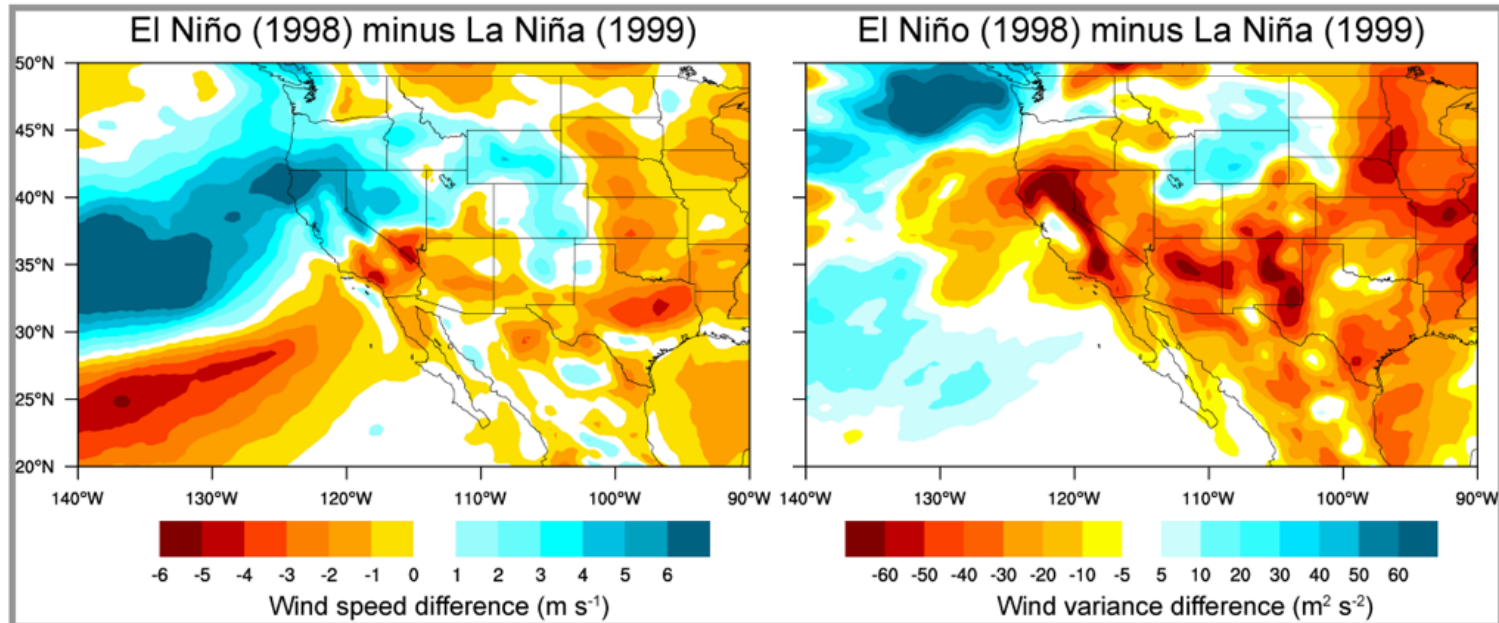 El Niño (1998) minus La Niña (1999)
50°N
45°N
40°N
35°N
30°N
25°N
20°N
140°W 130°W 120°W 110°W 100°W 90°W
-6 -5 -4 -3 -2 -1 0 1 2 3 4 5 6
Wind speed difference (m s⁻¹)
El Niño (1998) minus La Niña (1999)
140°W 130°W 120°W 110°W 100°W 90°W
-60 -50 -40 -30 -20 -10 -5 5 10 20 30 40 50 60
Wind variance difference (m² s⁻²)